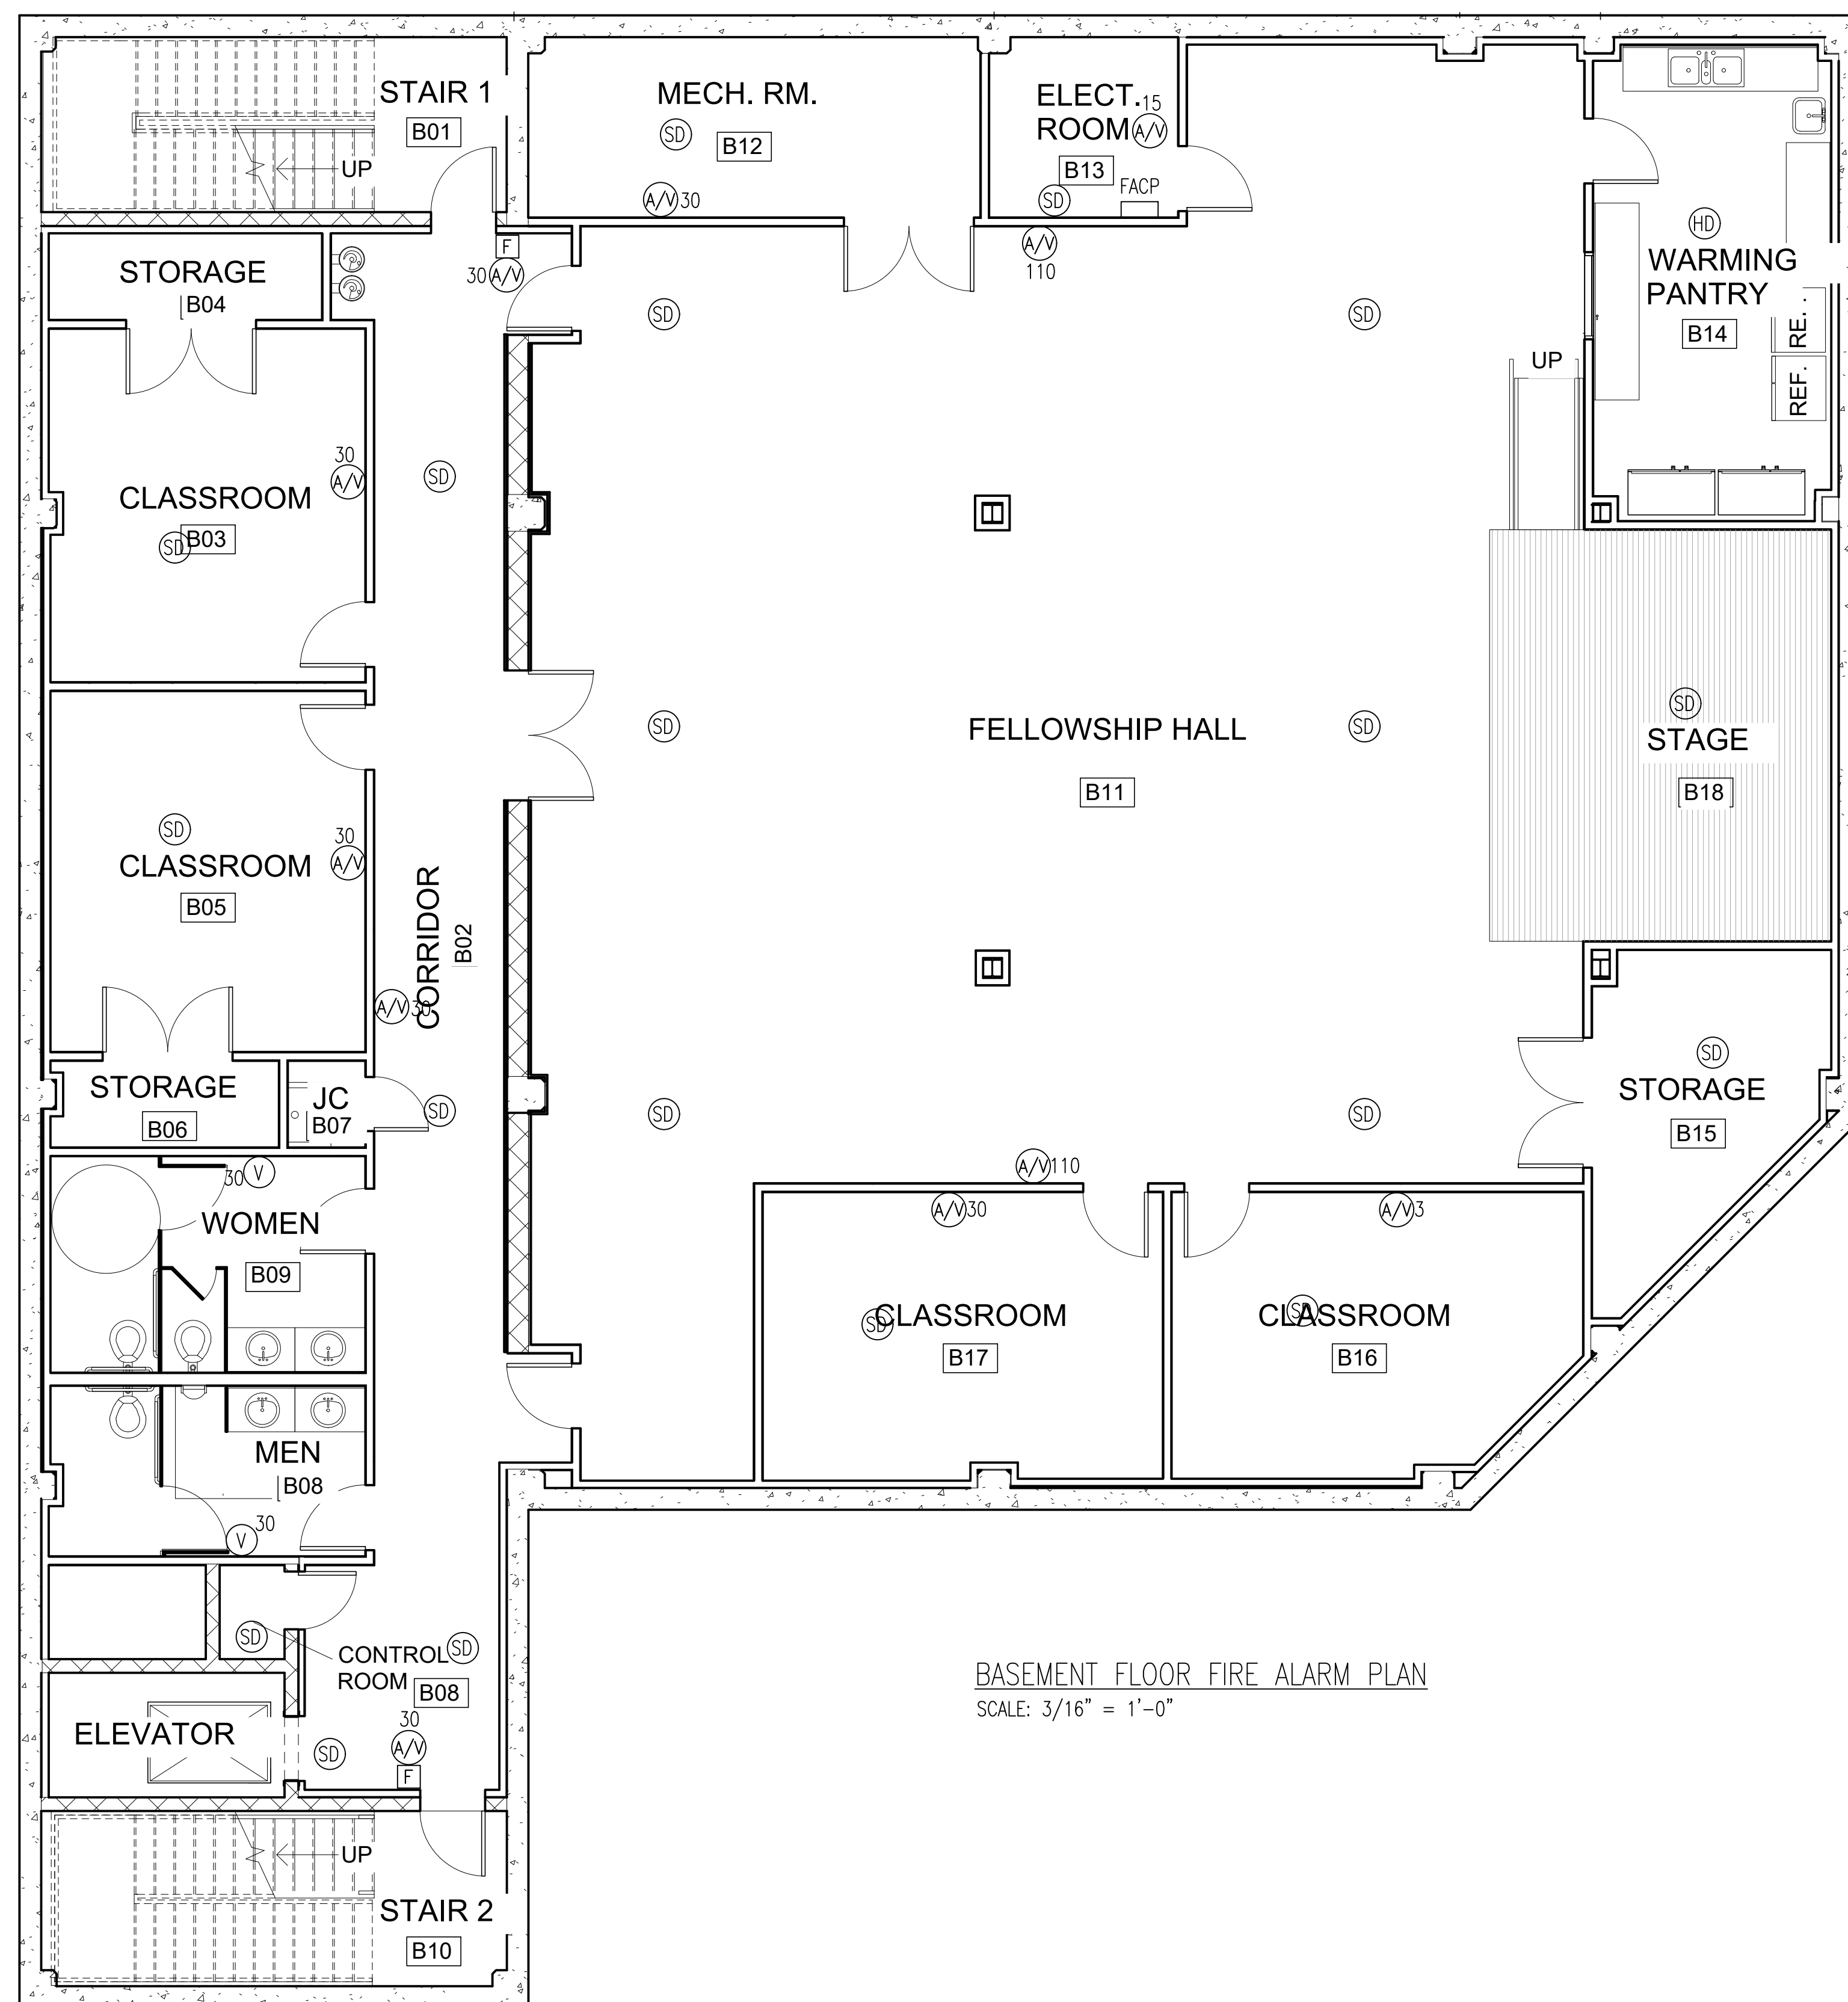 STAIR 1
B01
UP
MECH. RM.
SD
B12
A/V 30
ELECT. 15
ROOM A/V
B13
FACP
SD
A/V
110
HD
WARMING
PANTRY
B14
RE. .
REF.
UP
STORAGE
B04
F
30 A/V
SD
SD
CLASSROOM
B03
SD
30
A/V
SD
SD
CLASSROOM
B05
30
A/V
CORRIDOR
B02
A/V 30
SD
SD
FELLOWSHIP HALL
B11
SD
SD
STAGE
B18
STORAGE
B06
JC
B07
SD
SD
SD
A/V 110
SD
STORAGE
B15
30 V
WOMEN
B09
A/V 30
CLASSROOM
SD
B17
A/V 3
CLASSROOM
SD
B16
MEN
B08
V 30
SD
CONTROL
ROOM
B08
SD
ELEVATOR
SD
30
A/V
F
UP
STAIR 2
B10
BASEMENT FLOOR FIRE ALARM PLAN
SCALE: 3/16" = 1'-0"